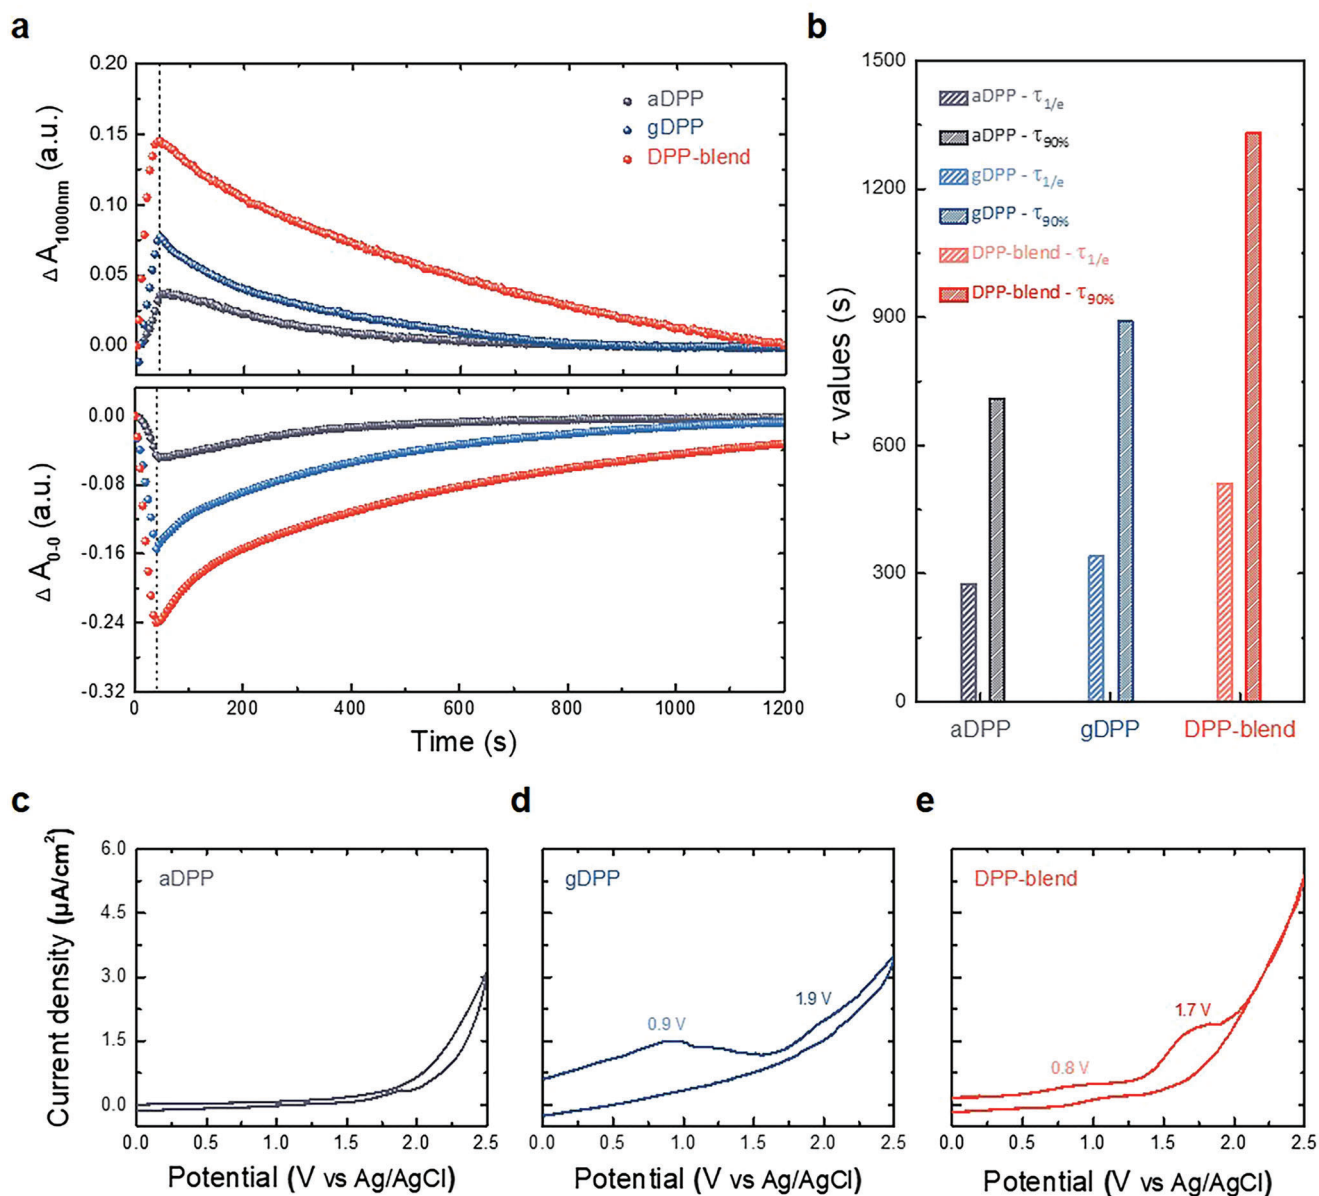 a
0.20
0.15
0.10
0.05
0.00
Δ A1000nm (a.u.)
aDPP
gDPP
DPP-blend
0.00
-0.08
-0.16
-0.24
-0.32
Δ A0-0 (a.u.)
0 200 400 600 800 1000 1200
Time (s)
b
1500
1200
900
600
300
0
τ values (s)
aDPP - τ1/e
aDPP - τ90%
gDPP - τ1/e
gDPP - τ90%
DPP-blend - τ1/e
DPP-blend - τ90%
aDPP gDPP DPP-blend
c
6.0
4.5
3.0
1.5
0.0
Current density (μA/cm²)
aDPP
0.0 0.5 1.0 1.5 2.0 2.5
Potential (V vs Ag/AgCl)
d
gDPP
0.9 V
1.9 V
0.0 0.5 1.0 1.5 2.0 2.5
Potential (V vs Ag/AgCl)
e
DPP-blend
0.8 V
1.7 V
0.0 0.5 1.0 1.5 2.0 2.5
Potential (V vs Ag/AgCl)